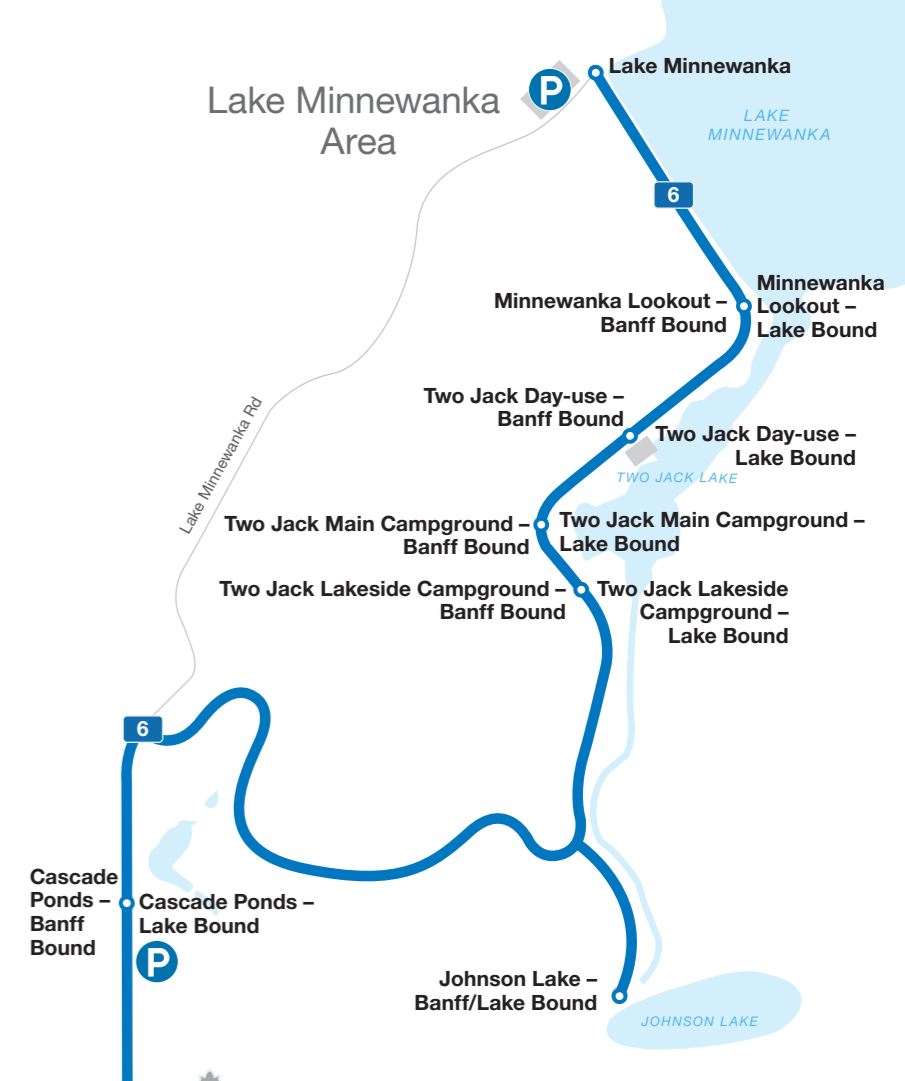 Lake Minnewanka
P
Lake Minnewanka
Area
LAKE
MINNEWANKA
6
Minnewanka
Lookout –
Lake Bound
Minnewanka Lookout –
Banff Bound
Two Jack Day-use –
Banff Bound
Two Jack Day-use –
Lake Bound
TWO JACK LAKE
Lake Minnewanka Rd
Two Jack Main Campground –
Banff Bound
Two Jack Main Campground –
Lake Bound
Two Jack Lakeside Campground –
Banff Bound
Two Jack Lakeside
Campground –
Lake Bound
6
Cascade
Ponds –
Banff
Bound
Cascade Ponds –
Lake Bound
P
Johnson Lake –
Banff/Lake Bound
JOHNSON LAKE